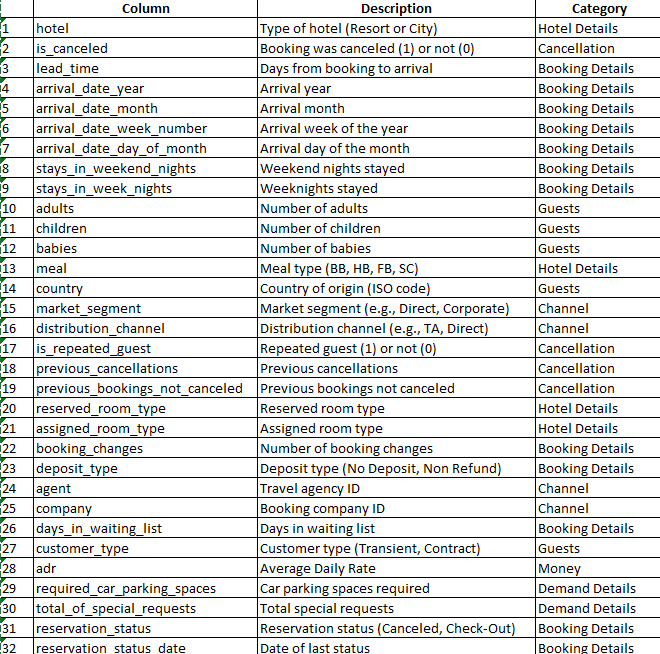 Column Description Category
1 hotel Type of hotel (Resort or City) Hotel Details
2 is_canceled Booking was canceled (1) or not (0) Cancellation
3 lead_time Days from booking to arrival Booking Details
4 arrival_date_year Arrival year Booking Details
5 arrival_date_month Arrival month Booking Details
6 arrival_date_week_number Arrival week of the year Booking Details
7 arrival_date_day_of_month Arrival day of the month Booking Details
8 stays_in_weekend_nights Weekend nights stayed Booking Details
9 stays_in_week_nights Weeknights stayed Booking Details
10 adults Number of adults Guests
11 children Number of children Guests
12 babies Number of babies Guests
13 meal Meal type (BB, HB, FB, SC) Hotel Details
14 country Country of origin (ISO code) Guests
15 market_segment Market segment (e.g., Direct, Corporate) Channel
16 distribution_channel Distribution channel (e.g., TA, Direct) Channel
17 is_repeated_guest Repeated guest (1) or not (0) Cancellation
18 previous_cancellations Previous cancellations Cancellation
19 previous_bookings_not_canceled Previous bookings not canceled Cancellation
20 reserved_room_type Reserved room type Hotel Details
21 assigned_room_type Assigned room type Hotel Details
22 booking_changes Number of booking changes Booking Details
23 deposit_type Deposit type (No Deposit, Non Refund) Booking Details
24 agent Travel agency ID Channel
25 company Booking company ID Channel
26 days_in_waiting_list Days in waiting list Booking Details
27 customer_type Customer type (Transient, Contract) Guests
28 adr Average Daily Rate Money
29 required_car_parking_spaces Car parking spaces required Demand Details
30 total_of_special_requests Total special requests Demand Details
31 reservation_status Reservation status (Canceled, Check-Out) Booking Details
32 reservation_status_date Date of last status Booking Details